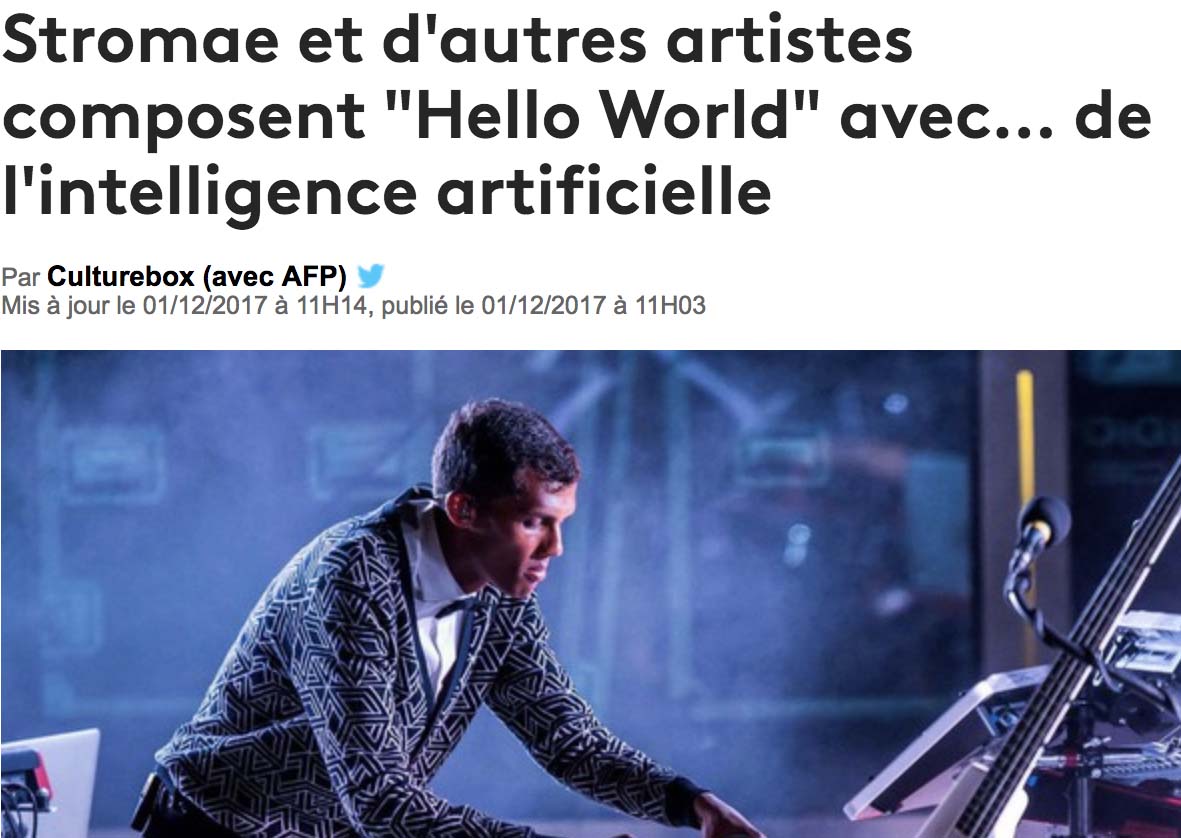 Stromae et d'autres artistes
composent "Hello World" avec... de
l'intelligence artificielle
Par Culturebox (avec AFP)
Mis à jour le 01/12/2017 à 11H14, publié le 01/12/2017 à 11H03